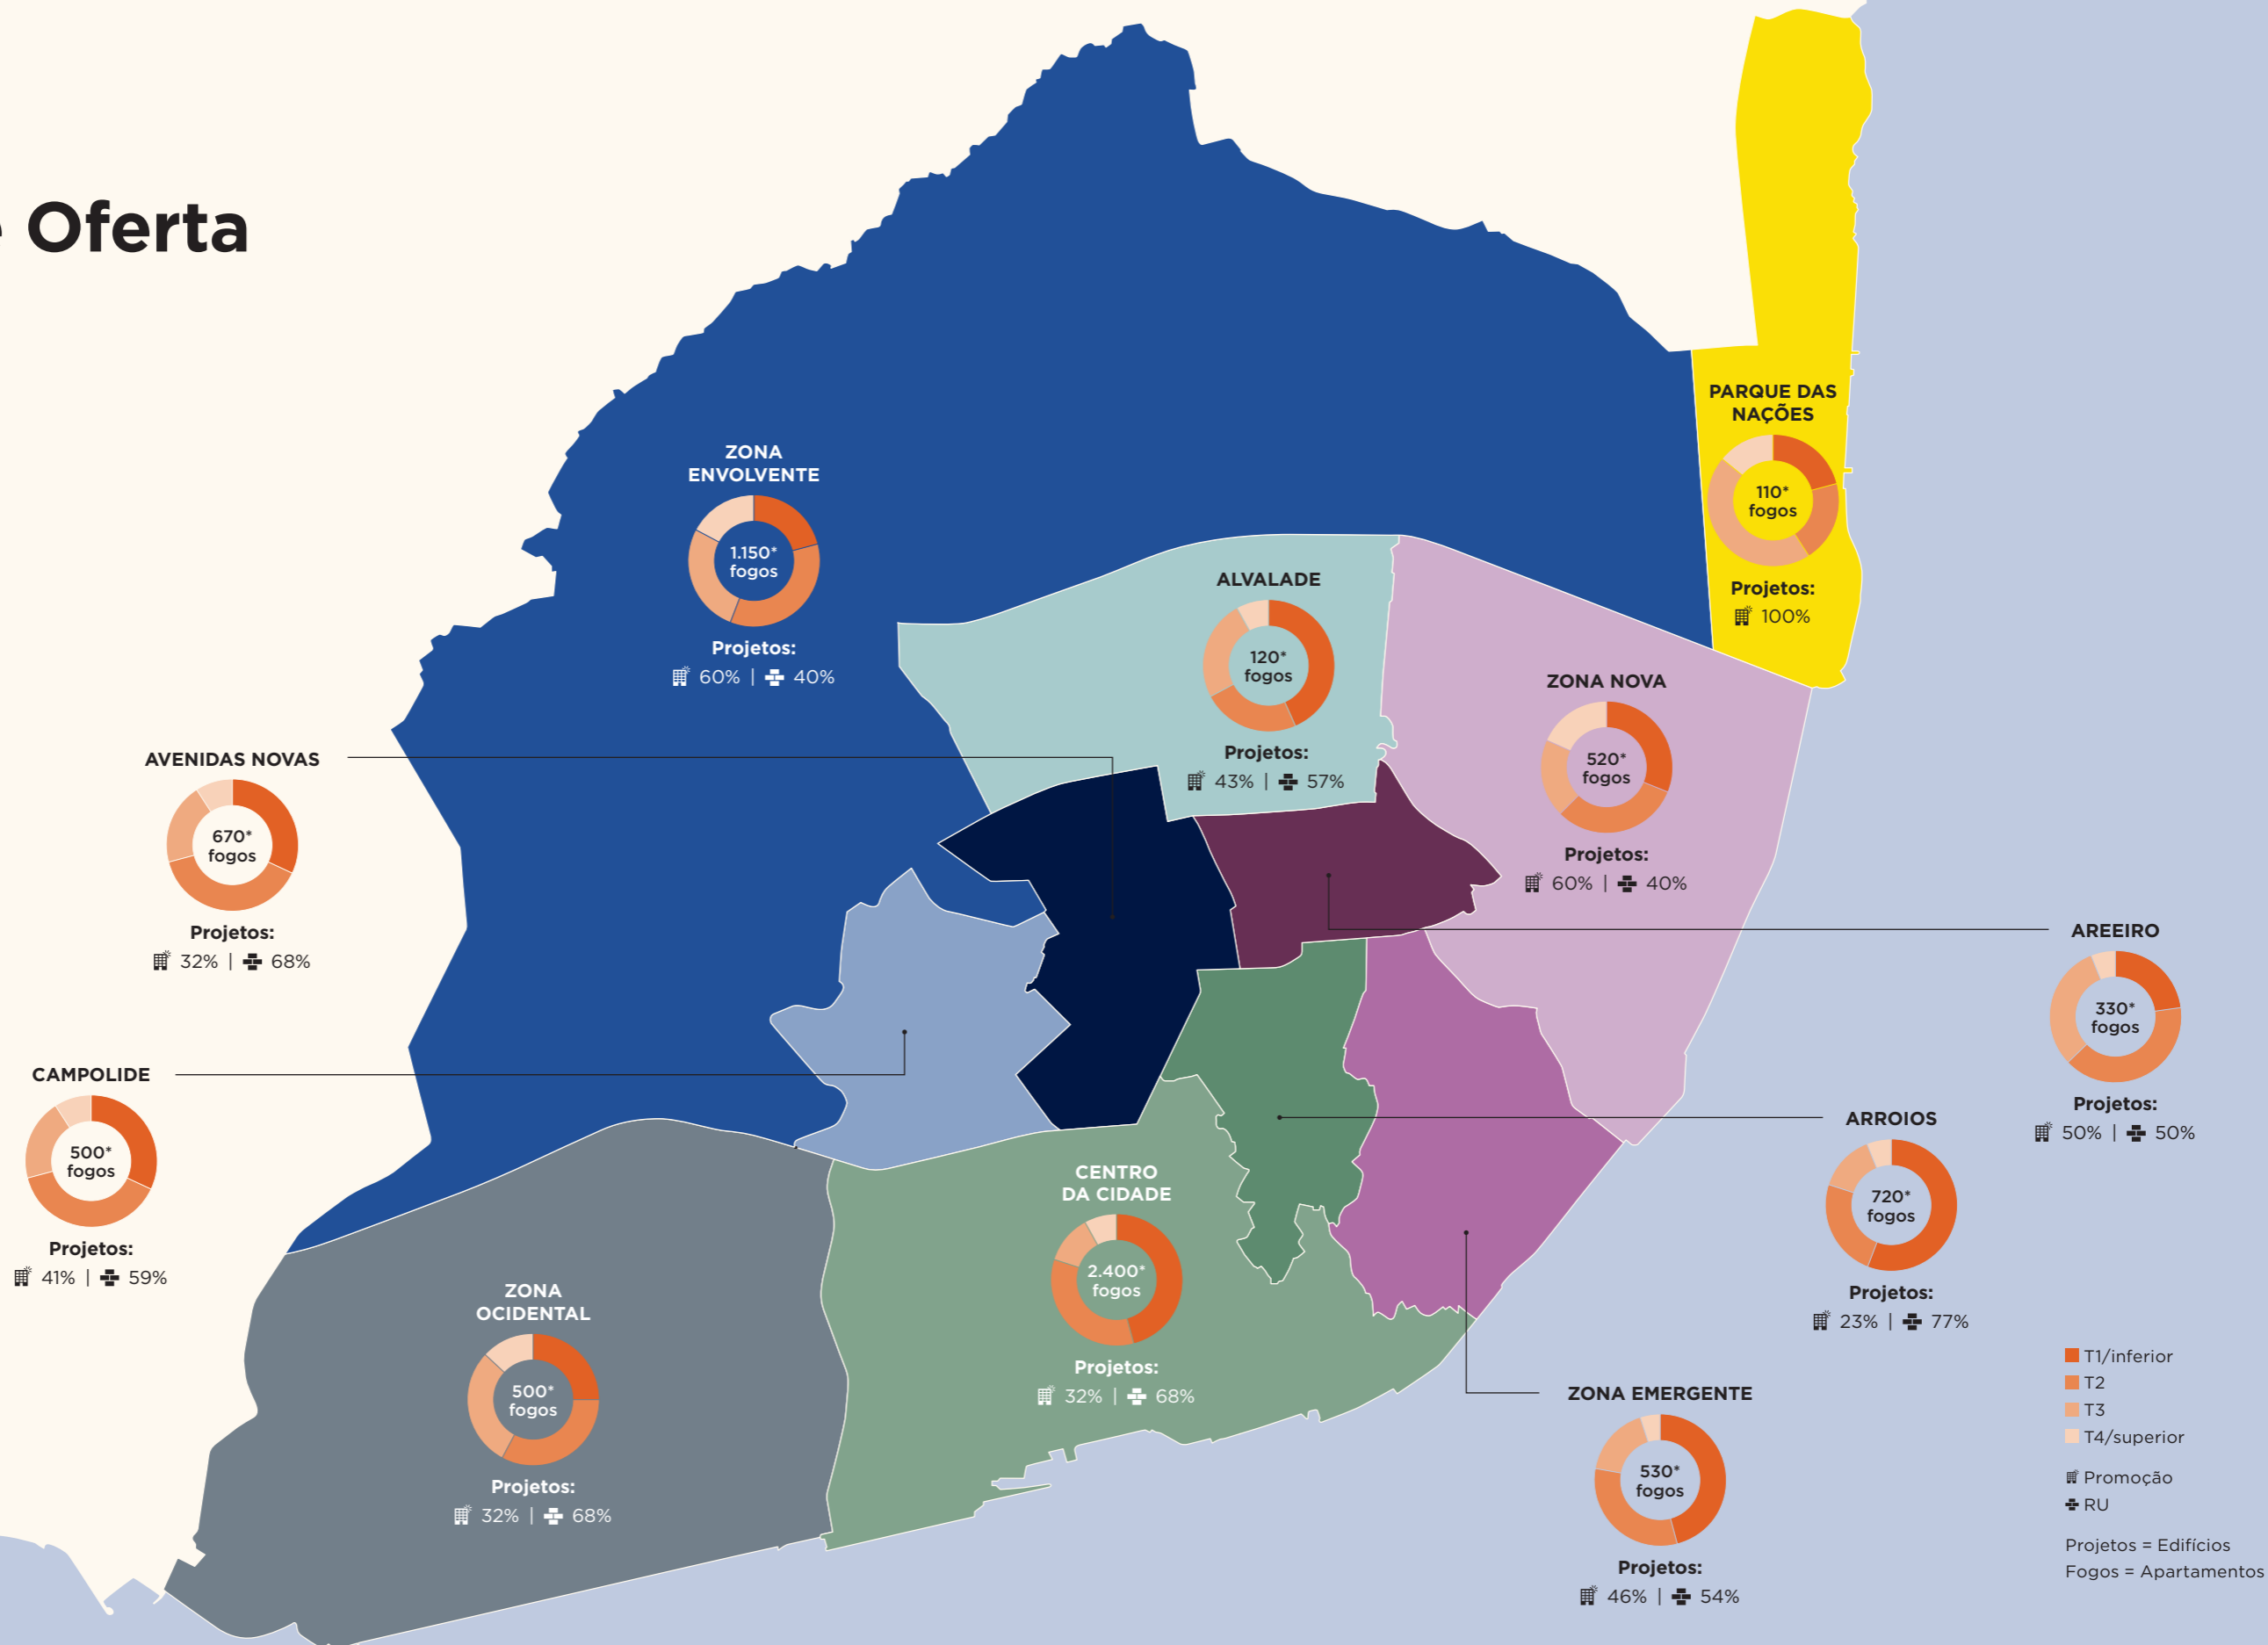 e Oferta
PARQUE DAS
NAÇÕES
110*
fogos
Projetos:
100%
ZONA
ENVOLVENTE
1.150*
fogos
Projetos:
60% | 40%
ALVALADE
120*
fogos
Projetos:
43% | 57%
ZONA NOVA
520*
fogos
Projetos:
60% | 40%
AVENIDAS NOVAS
670*
fogos
Projetos:
32% | 68%
AREEIRO
330*
fogos
Projetos:
50% | 50%
CAMPOLIDE
500*
fogos
Projetos:
41% | 59%
ARROIOS
720*
fogos
Projetos:
23% | 77%
CENTRO
DA CIDADE
2.400*
fogos
Projetos:
32% | 68%
ZONA
OCIDENTAL
500*
fogos
Projetos:
32% | 68%
ZONA EMERGENTE
530*
fogos
Projetos:
46% | 54%
T1/inferior
T2
T3
T4/superior
Promoção
RU
Projetos = Edifícios
Fogos = Apartamentos